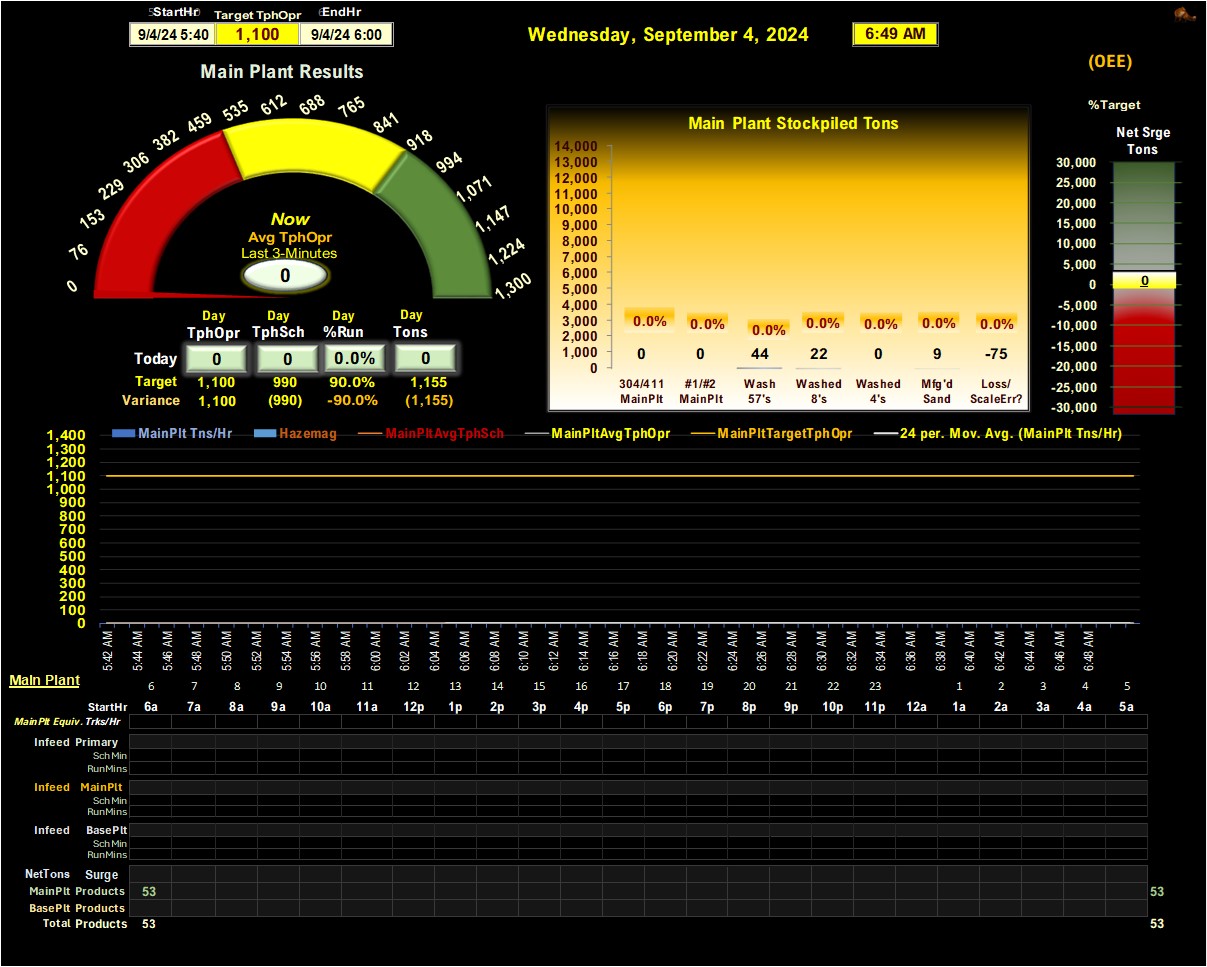 StartHr Target TphOpr EndHr
9/4/24 5:40 1,100 9/4/24 6:00
Wednesday, September 4, 2024 6:49 AM
(OEE)
Main Plant Results
%Target
Net Srge
Tons
0 76 153 229 306 382 459 535 612 688 765 841 918 994 1,071 1,147 1,224 1,300
Now
Avg TphOpr
Last 3-Minutes
0
Day Day Day Day
TphOpr TphSch %Run Tons
Today 0 0 0.0% 0
Target 1,100 990 90.0% 1,155
Variance 1,100 (990) -90.0% (1,155)
Main Plant Stockpiled Tons
14,000
13,000
12,000
11,000
10,000
9,000
8,000
7,000
6,000
5,000
4,000
3,000
2,000
1,000
0
0.0% 0.0% 0.0% 0.0% 0.0% 0.0% 0.0%
0 0 44 22 0 9 -75
304/411 #1/#2 Wash Washed Washed Mfg'd Loss/
MainPlt MainPlt 57's 8's 4's Sand ScaleErr?
30,000
25,000
20,000
15,000
10,000
5,000
0 0
-5,000
-10,000
-15,000
-20,000
-25,000
-30,000
MainPlt Tns/Hr Hazemag MainPltAvgTphSch MainPltAvgTphOpr MainPltTargetTphOpr 24 per. Mov. Avg. (MainPlt Tns/Hr)
1,400
1,300
1,200
1,100
1,000
900
800
700
600
500
400
300
200
100
0
5:42 AM 5:44 AM 5:46 AM 5:48 AM 5:50 AM 5:52 AM 5:54 AM 5:56 AM 5:58 AM 6:00 AM 6:02 AM 6:04 AM 6:06 AM 6:10 AM 6:12 AM 6:14 AM 6:16 AM 6:18 AM 6:20 AM 6:22 AM 6:24 AM 6:26 AM 6:28 AM 6:30 AM 6:32 AM 6:34 AM 6:36 AM 6:38 AM 6:40 AM 6:42 AM 6:44 AM 6:46 AM 6:48 AM
Main Plant
6 7 8 9 10 11 12 13 14 15 16 17 18 19 20 21 22 23 1 2 3 4 5
StartHr 6a 7a 8a 9a 10a 11a 12p 1p 2p 3p 4p 5p 6p 7p 8p 9p 10p 11p 12a 1a 2a 3a 4a 5a
MainPlt Equiv. Trks/Hr
Infeed Primary
SchMin
RunMins
Infeed MainPlt
SchMin
RunMins
Infeed BasePlt
SchMin
RunMins
NetTons Surge
MainPlt Products 53 53
BasePlt Products
Total Products 53 53